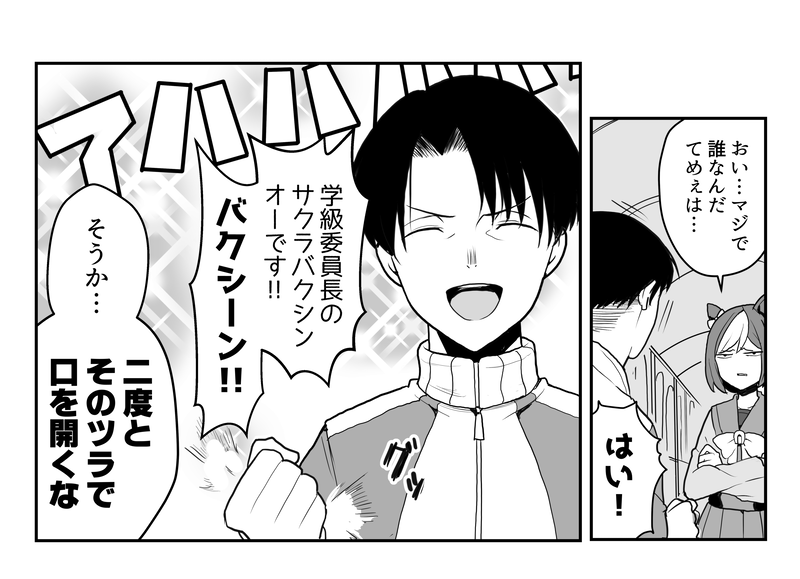 おい…マジで
誰なんだ
てめぇは…
はい！
ハハハハハハ
学級委員長の
サクラバクシン
オーです!!
バクシーン!!
グッ
そうか…
二度と
そのツラで
口を開くな